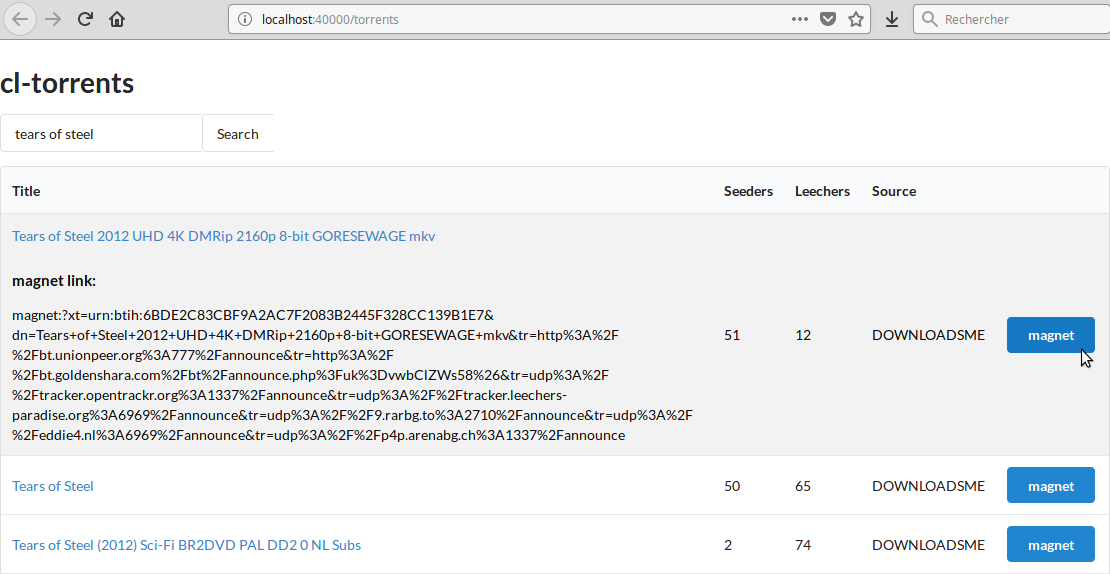 localhost:40000/torrents
Rechercher
cl-torrents
tears of steel Search
Title Seeders Leechers Source
Tears of Steel 2012 UHD 4K DMRip 2160p 8-bit GORESEWAGE mkv
magnet link:
magnet:?xt=urn:btih:6BDE2C83CBF9A2AC7F2083B2445F328CC139B1E7&
dn=Tears+of+Steel+2012+UHD+4K+DMRip+2160p+8-bit+GORESEWAGE+mkv&tr=http%3A%2F
%2Fbt.unionpeer.org%3A777%2Fannounce&tr=http%3A%2F
%2Fbt.goldenshara.com%2Fbt%2Fannounce.php%3Fuk%3DvwbCIZWs58%26&tr=udp%3A%2F
%2Ftracker.opentrackr.org%3A1337%2Fannounce&tr=udp%3A%2F%2Ftracker.leechers-
paradise.org%3A6969%2Fannounce&tr=udp%3A%2F%2F9.rarbg.to%3A2710%2Fannounce&tr=udp%3A%2F
%2Feddie4.nl%3A6969%2Fannounce&tr=udp%3A%2F%2Fp4p.arenabg.ch%3A1337%2Fannounce
51 12 DOWNLOADSME magnet
Tears of Steel 50 65 DOWNLOADSME magnet
Tears of Steel (2012) Sci-Fi BR2DVD PAL DD2 0 NL Subs 2 74 DOWNLOADSME magnet